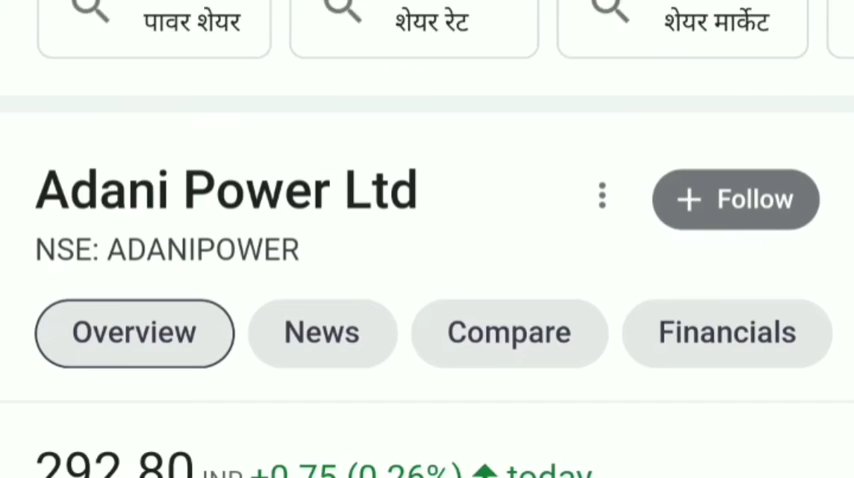 पावर शेयर
शेयर रेट
शेयर मार्केट
Adani Power Ltd
+ Follow
NSE: ADANIPOWER
Overview
News
Compare
Financials
292.80 INR +0.75 (0.26%) ↑ today